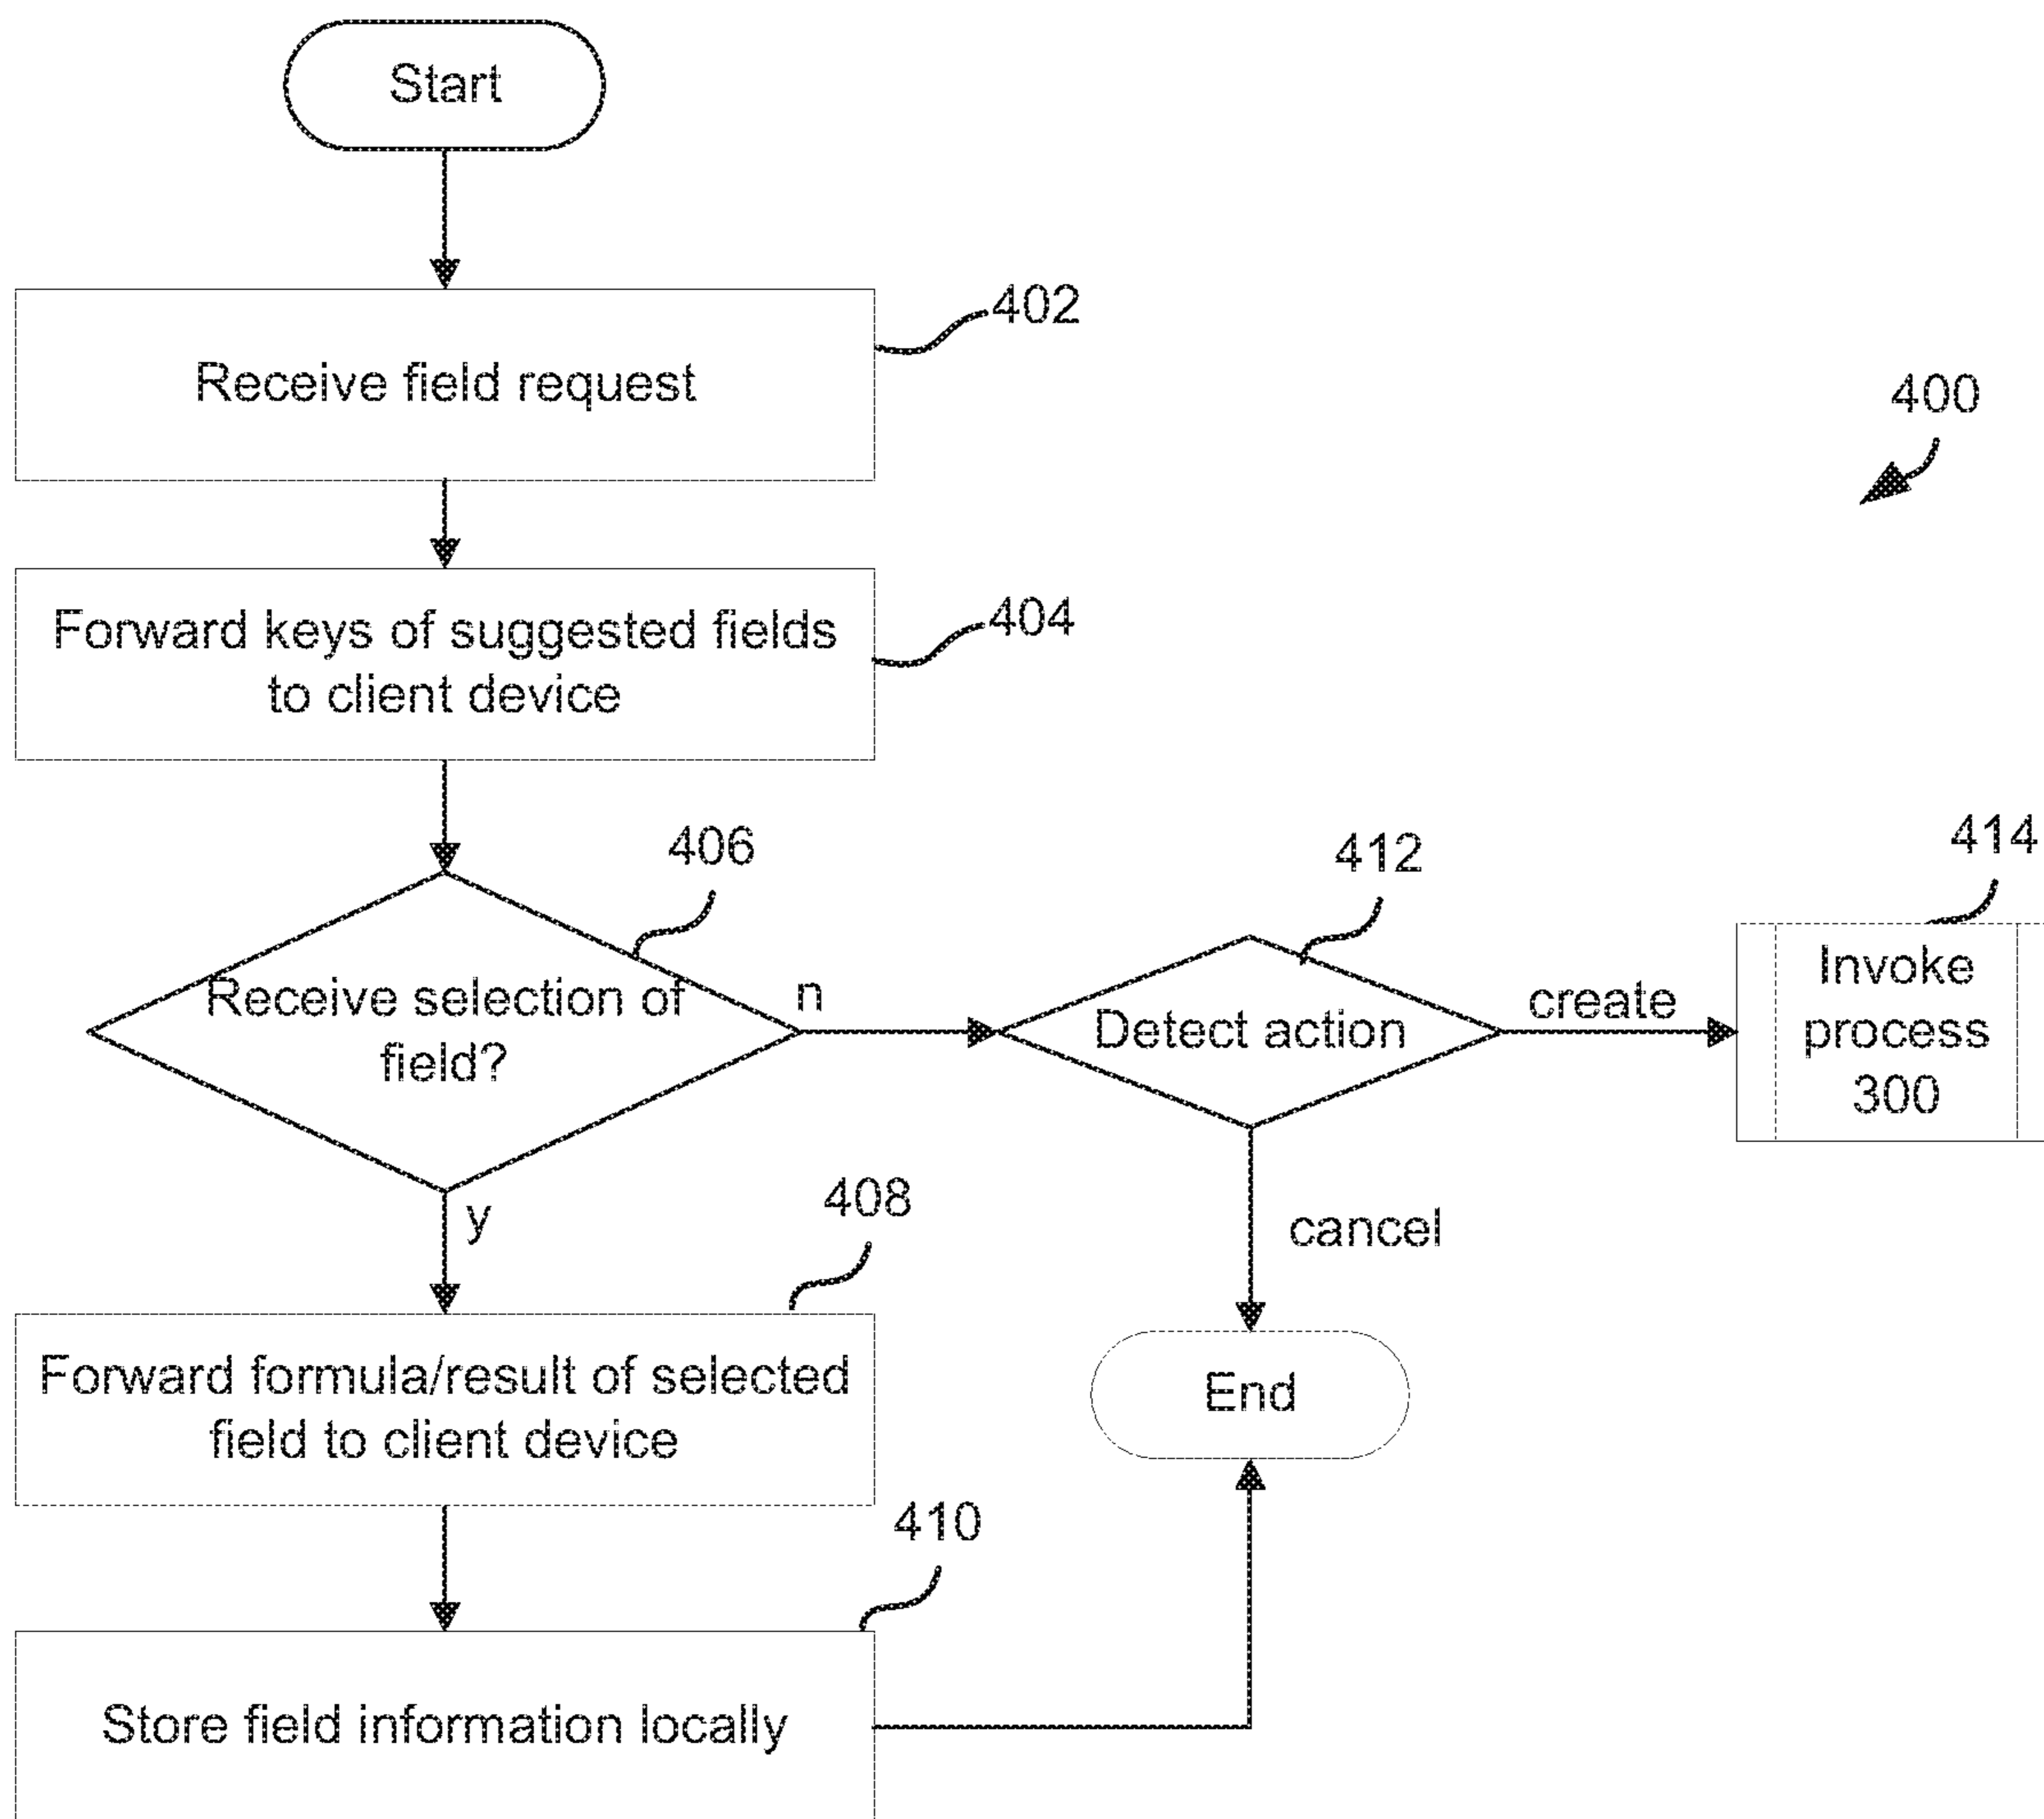 Start
402
Receive field request
400
404
Forward keys of suggested fields
to client device
406
412
414
Receive selection of
field?
n
Detect action
create
Invoke
process
300
y
408
cancel
Forward formula/result of selected
field to client device
End
410
Store field information locally